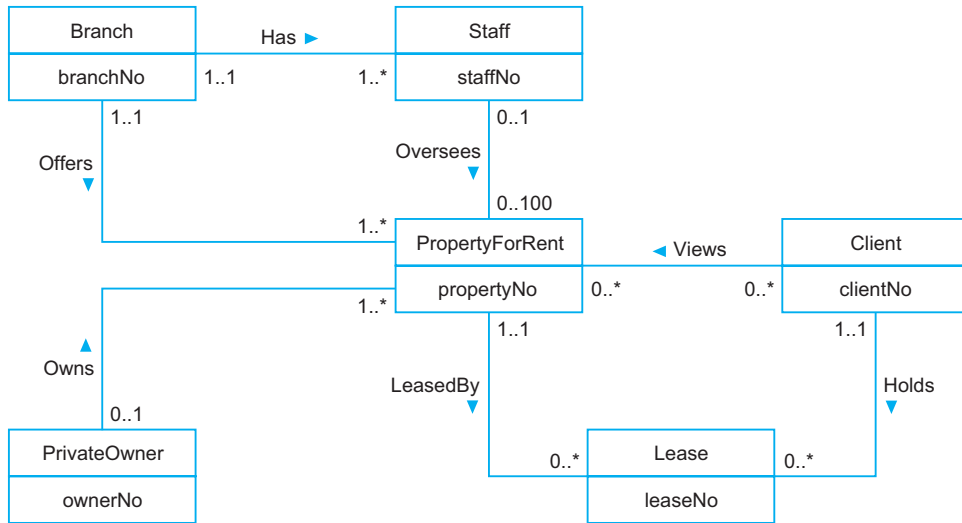 Branch
Has ►
Staff
branchNo
1..1
1..*
staffNo
1..1
0..1
Offers
▼
Oversees
▼
0..100
1..*
PropertyForRent
◄ Views
Client
propertyNo
0..*
0..*
clientNo
1..*
1..1
1..1
▲
Owns
LeasedBy
▼
Holds
▼
0..1
PrivateOwner
0..*
Lease
0..*
ownerNo
leaseNo